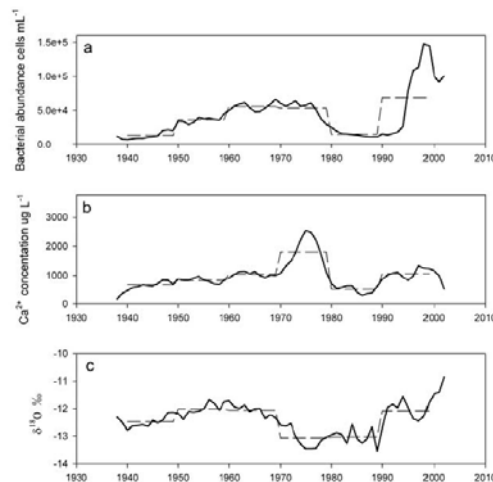 a
Bacterial abundance cells mL-1
1.5e+5
1.0e+5
5.0e+4
0.0
1930 1940 1950 1960 1970 1980 1990 2000 2010
b
Ca2+ concentration ug L-1
3000
2000
1000
0
1930 1940 1950 1960 1970 1980 1990 2000 2010
c
δ18O ‰
-10
-11
-12
-13
-14
1930 1940 1950 1960 1970 1980 1990 2000 2010